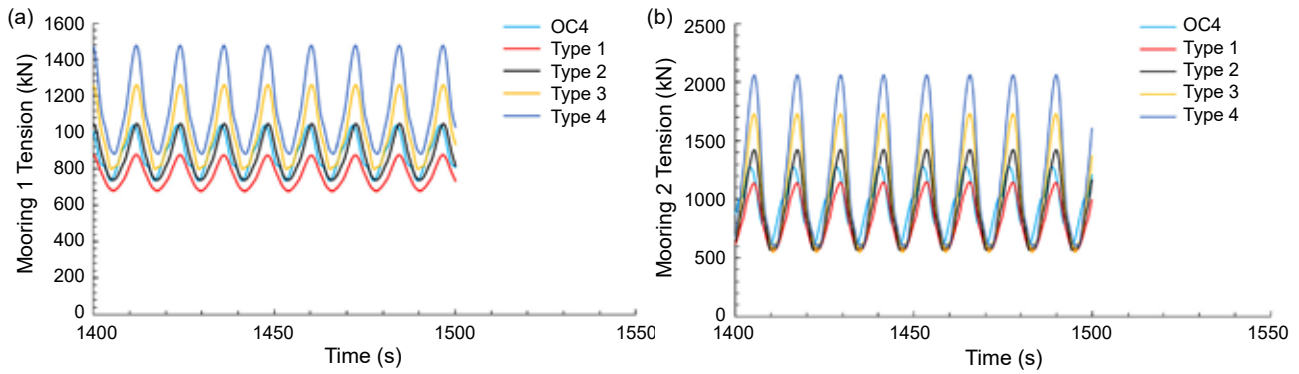 (a)
Mooring 1 Tension (kN)
1600
1400
1200
100
800
600
400
200
0
1400
1450
1500
1550
Time (s)
OC4
Type 1
Type 2
Type 3
Type 4
(b)
Mooring 2 Tension (kN)
2500
2000
1500
1000
500
0
1400
1450
1500
1550
Time (s)
OC4
Type 1
Type 2
Type 3
Type 4